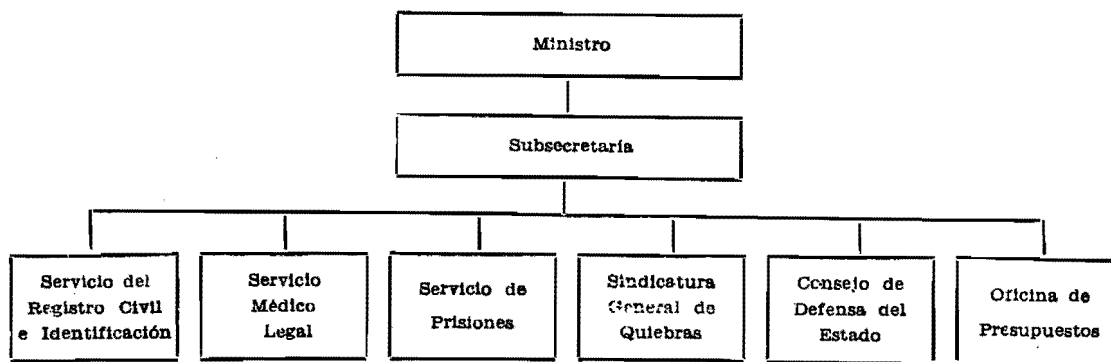 Ministro
Subsecretaría
Servicio del
Registro Civil
e Identificación
Servicio
Médico
Legal
Servicio de
Prisiones
Sindicatura
General de
Quiebras
Consejo de
Defensa del
Estado
Oficina de
Presupuestos